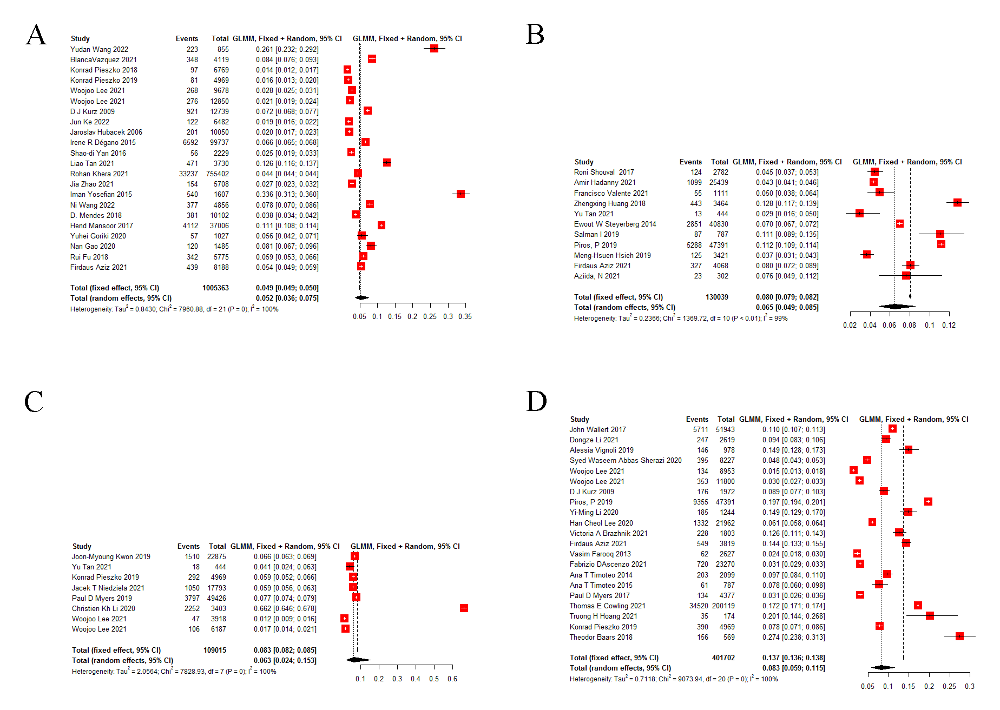 A
Study Events Total GLMM, Fixed + Random, 95% CI GLMM, Fixed + Random, 95% CI
Yudan Wang 2022 223 855 0.261 [0.232; 0.292]
BlancaVazquez 2021 348 4119 0.084 [0.076; 0.093]
Konrad Pieszko 2018 97 6769 0.014 [0.012; 0.017]
Konrad Pieszko 2019 81 4969 0.016 [0.013; 0.020]
Woojoo Lee 2021 268 9678 0.028 [0.025; 0.031]
Woojoo Lee 2021 276 12850 0.021 [0.019; 0.024]
D J Kurz 2009 921 12739 0.072 [0.068; 0.077]
Jun Ke 2022 122 6482 0.019 [0.016; 0.022]
Jaroslav Hubacek 2006 201 10050 0.020 [0.017; 0.023]
Irene R Dégano 2015 6592 99737 0.066 [0.065; 0.068]
Shao-di Yan 2016 56 2229 0.025 [0.019; 0.033]
Liao Tan 2021 471 3730 0.126 [0.116; 0.137]
Rohan Khera 2021 33237 755402 0.044 [0.044; 0.044]
Jia Zhao 2021 154 5708 0.027 [0.023; 0.032]
Iman Yosefian 2015 540 1607 0.336 [0.313; 0.360]
Ni Wang 2022 377 4856 0.078 [0.070; 0.086]
D. Mendes 2018 381 10102 0.038 [0.034; 0.042]
Hend Mansoor 2017 4112 37006 0.111 [0.108; 0.114]
Yuhei Goriki 2020 57 1027 0.056 [0.042; 0.071]
Nan Gao 2020 120 1485 0.081 [0.067; 0.096]
Rui Fu 2018 342 5775 0.059 [0.053; 0.066]
Firdaus Aziz 2021 439 8188 0.054 [0.049; 0.059]
Total (fixed effect, 95% CI) 1005363 0.049 [0.049; 0.050]
Total (random effects, 95% CI) 0.052 [0.036; 0.075]
Heterogeneity: Tau² = 0.8430; Chi² = 7960.88, df = 21 (P = 0); I² = 100%
0.05 0.1 0.15 0.2 0.25 0.3 0.35
B
Study Events Total GLMM, Fixed + Random, 95% CI GLMM, Fixed + Random, 95% CI
Roni Shouval 2017 124 2782 0.045 [0.037; 0.053]
Amir Hadanny 2021 1099 25439 0.043 [0.041; 0.046]
Francisco Valente 2021 55 1111 0.050 [0.038; 0.064]
Zhengxing Huang 2018 443 3464 0.128 [0.117; 0.139]
Yu Tan 2021 13 444 0.029 [0.016; 0.050]
Ewout W Steyerberg 2014 2851 40830 0.070 [0.067; 0.072]
Salman I 2019 87 787 0.111 [0.089; 0.135]
Piros, P 2019 5288 47391 0.112 [0.109; 0.114]
Meng-Hsuen Hsieh 2019 125 3421 0.037 [0.031; 0.043]
Firdaus Aziz 2021 327 4068 0.080 [0.072; 0.089]
Aziida, N 2021 23 302 0.076 [0.049; 0.112]
Total (fixed effect, 95% CI) 130039 0.080 [0.079; 0.082]
Total (random effects, 95% CI) 0.065 [0.049; 0.085]
Heterogeneity: Tau² = 0.2366; Chi² = 1369.72, df = 10 (P < 0.01); I² = 99%
0.02 0.04 0.06 0.08 0.1 0.12
C
Study Events Total GLMM, Fixed + Random, 95% CI GLMM, Fixed + Random, 95% CI
Joon-Myoung Kwon 2019 1510 22875 0.066 [0.063; 0.069]
Yu Tan 2021 18 444 0.041 [0.024; 0.063]
Konrad Pieszko 2019 292 4969 0.059 [0.052; 0.066]
Jacek T Niedziela 2021 1050 17793 0.059 [0.056; 0.063]
Paul D Myers 2019 3797 49426 0.077 [0.074; 0.079]
Christien Kh Li 2020 2252 3403 0.662 [0.646; 0.678]
Woojoo Lee 2021 47 3918 0.012 [0.009; 0.016]
Woojoo Lee 2021 106 6187 0.017 [0.014; 0.021]
Total (fixed effect, 95% CI) 109015 0.083 [0.082; 0.085]
Total (random effects, 95% CI) 0.063 [0.024; 0.153]
Heterogeneity: Tau² = 2.0564; Chi² = 7828.93, df = 7 (P = 0); I² = 100%
0.1 0.2 0.3 0.4 0.5 0.6
D
Study Events Total GLMM, Fixed + Random, 95% CI GLMM, Fixed + Random, 95% CI
John Wallert 2017 5711 51943 0.110 [0.107; 0.113]
Dongze Li 2021 247 2619 0.094 [0.083; 0.106]
Alessia Vignoli 2019 146 978 0.149 [0.128; 0.173]
Syed Waseem Abbas Sherazi 2020 395 8227 0.048 [0.043; 0.053]
Woojoo Lee 2021 134 8953 0.015 [0.013; 0.018]
Woojoo Lee 2021 353 11800 0.030 [0.027; 0.033]
D J Kurz 2009 176 1972 0.089 [0.077; 0.103]
Piros, P 2019 9355 47391 0.197 [0.194; 0.201]
Yi-Ming Li 2020 185 1244 0.149 [0.129; 0.170]
Han Cheol Lee 2020 1332 21962 0.061 [0.058; 0.064]
Victoria A Brazhnik 2021 228 1803 0.126 [0.111; 0.143]
Firdaus Aziz 2021 549 3819 0.144 [0.133; 0.155]
Vasim Farooq 2013 62 2627 0.024 [0.018; 0.030]
Fabrizio DAscenzo 2021 720 23270 0.031 [0.029; 0.033]
Ana T Timoteo 2014 203 2099 0.097 [0.084; 0.110]
Ana T Timoteo 2015 61 787 0.078 [0.060; 0.098]
Paul D Myers 2017 134 4377 0.031 [0.026; 0.036]
Thomas E Cowling 2021 34520 200119 0.172 [0.171; 0.174]
Truong H Hoang 2021 35 174 0.201 [0.144; 0.268]
Konrad Pieszko 2019 390 4969 0.078 [0.071; 0.086]
Theodor Baars 2018 156 569 0.274 [0.238; 0.313]
Total (fixed effect, 95% CI) 401702 0.137 [0.136; 0.138]
Total (random effects, 95% CI) 0.083 [0.059; 0.115]
Heterogeneity: Tau² = 0.7118; Chi² = 9073.94, df = 20 (P = 0); I² = 100%
0.05 0.1 0.15 0.2 0.25 0.3